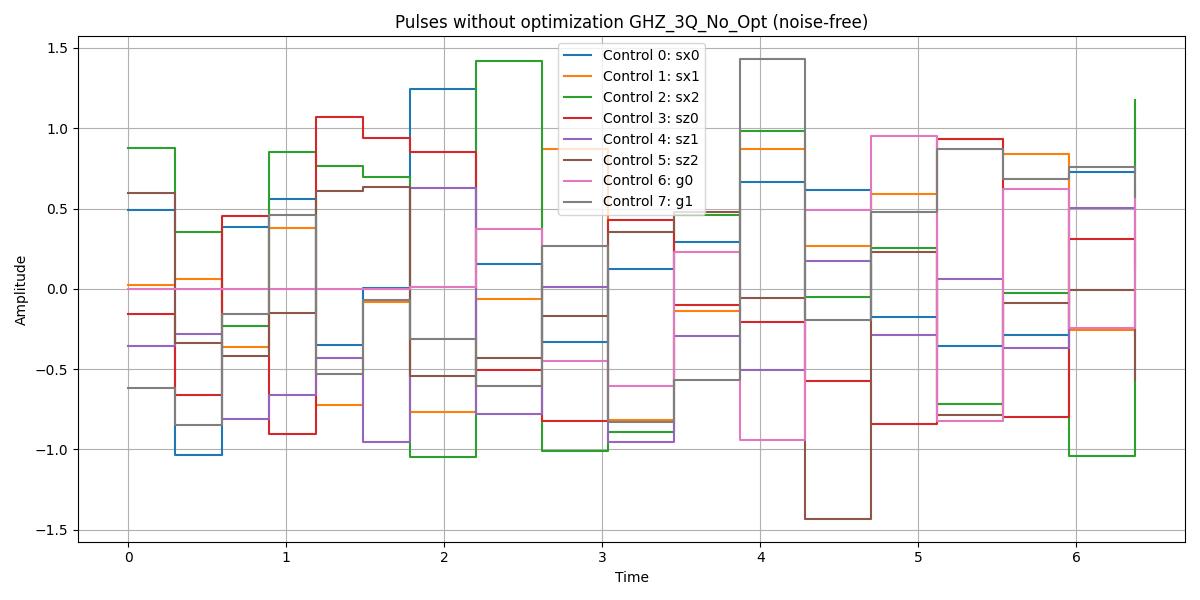 Pulses without optimization GHZ_3Q_No_Opt (noise-free)
Amplitude
1.5
1.0
0.5
0.0
−0.5
−1.0
−1.5
Control 0: sx0
Control 1: sx1
Control 2: sx2
Control 3: sz0
Control 4: sz1
Control 5: sz2
Control 6: g0
Control 7: g1
0 1 2 3 4 5 6
Time